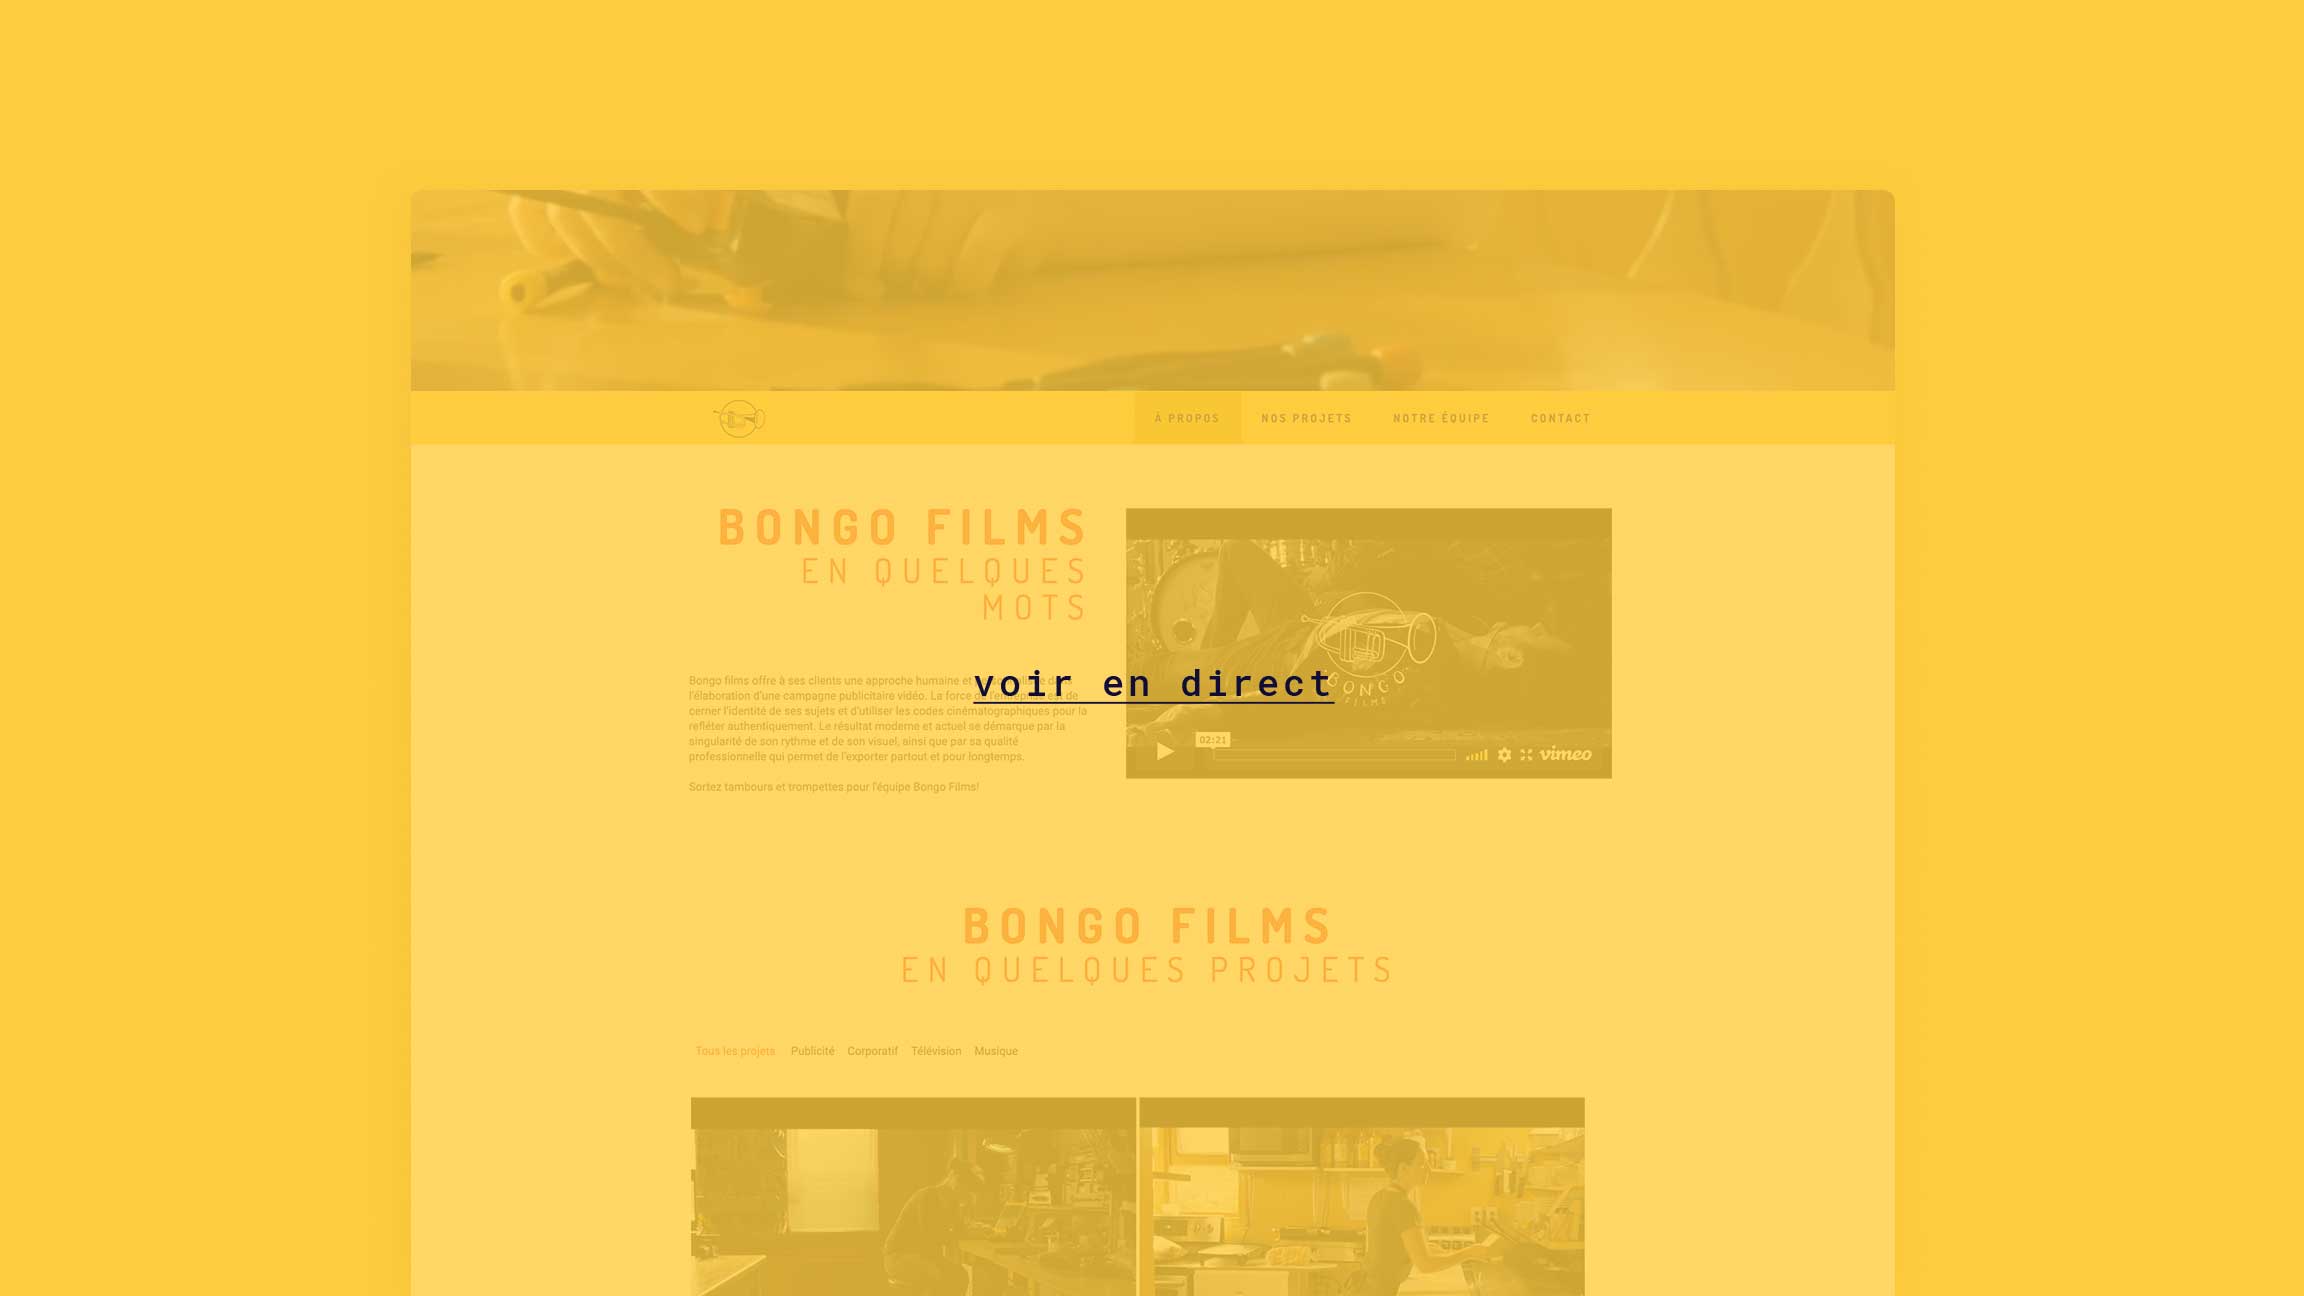 À PROPOS NOS PROJETS NOTRE ÉQUIPE CONTACT
BONGO FILMS
EN QUELQUES
MOTS
Bongo films offre à ses clients une approche humaine et
l'élaboration d'une campagne publicitaire vidéo. La force de l'entreprise est de
cerner l'identité de ses sujets et d'utiliser les codes cinématographiques pour la
refléter authentiquement. Le résultat moderne et actuel se démarque par la
singularité de son rythme et de son visuel, ainsi que par sa qualité
professionnelle qui permet de l'exporter partout et pour longtemps.
Sortez tambours et trompettes pour l'équipe Bongo Films!
voir en direct
BONGO
FILMS
02:21
vimeo
BONGO FILMS
EN QUELQUES PROJETS
Tous les projets Publicité Corporatif Télévision Musique